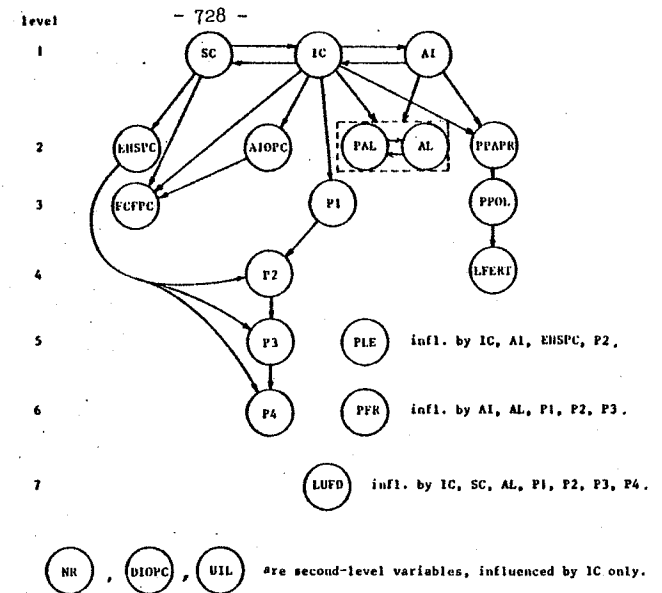 - 728 -
level
1 SC IC AI
2 EHSPC AIOPC PAL AL PPAPR
3 FCFPC P1 PPOL
4 P2 LFERT
5 P3 PLE infl. by IC, AI, EHSPC, P2.
6 P4 PFR infl. by AI, AL, P1, P2, P3.
7 LUFD infl. by IC, SC, AL, P1, P2, P3, P4.
NR , DIOPC , UIL are second-level variables, influenced by IC only.